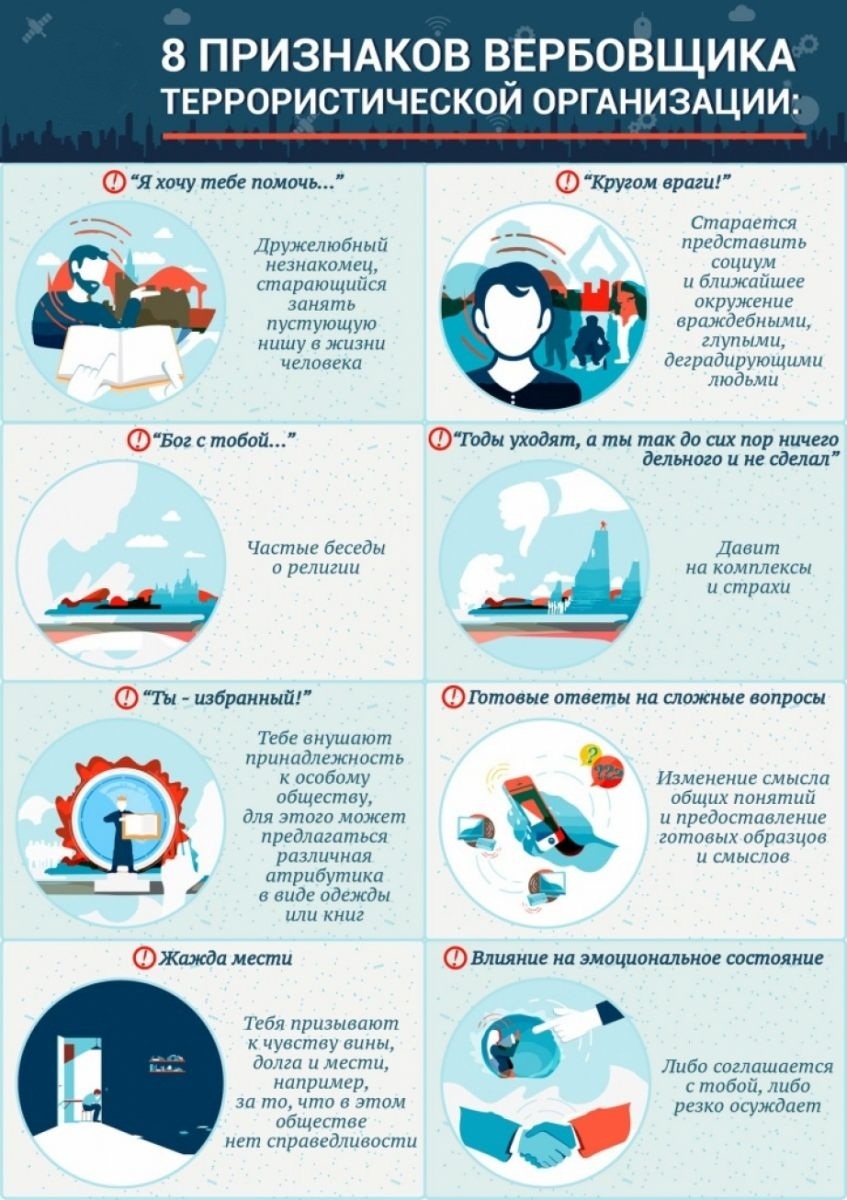 8 ПРИЗНАКОВ ВЕРБОВЩИКА
ТЕРРОРИСТИЧЕСКОЙ ОРГАНИЗАЦИИ:
“Я хочу тебе помочь...”
Дружелюбный
незнакомец,
старающийся
занять
пустующую
нишу в жизни
человека
“Кругом враги!”
Старается
представить
социум
и ближайшее
окружение
враждебными,
глупыми,
деградирующими
людьми
“Бог с тобой...”
Частые беседы
о религии
“Годы уходят, а ты так до сих пор ничего
дельного и не сделал”
Давит
на комплексы
и страхи
“Ты - избранный!”
Тебе внушают
принадлежность
к особому
обществу,
для этого может
предлагаться
различная
атрибутика
в виде одежды
или книг
Готовые ответы на сложные вопросы
Изменение смысла
общих понятий
и предоставление
готовых образцов
и смыслов
Жажда мести
Тебя призывают
к чувству вины,
долга и мести,
например,
за то, что в этом
обществе
нет справедливости
Влияние на эмоциональное состояние
Либо соглашается
с тобой, либо
резко осуждает